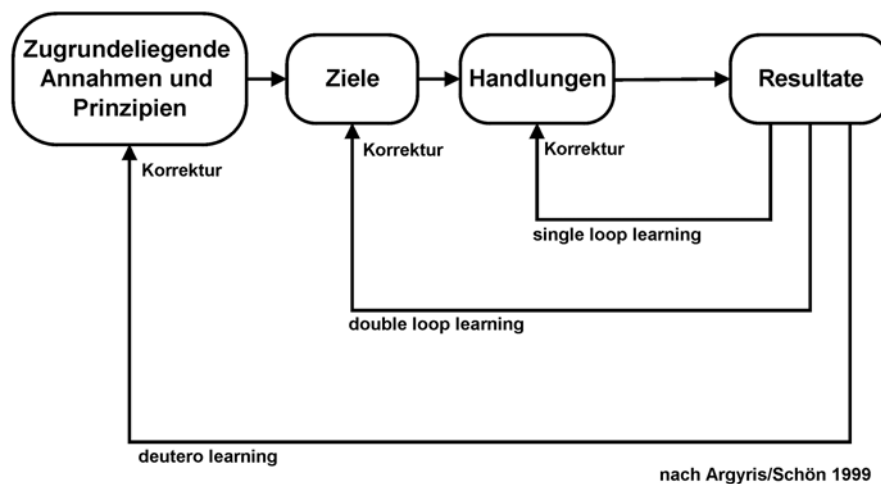 Zugrundeliegende
Annahmen und
Prinzipien
Ziele
Handlungen
Resultate
Korrektur
Korrektur
Korrektur
single loop learning
double loop learning
deutero learning
nach Argyris/Schön 1999